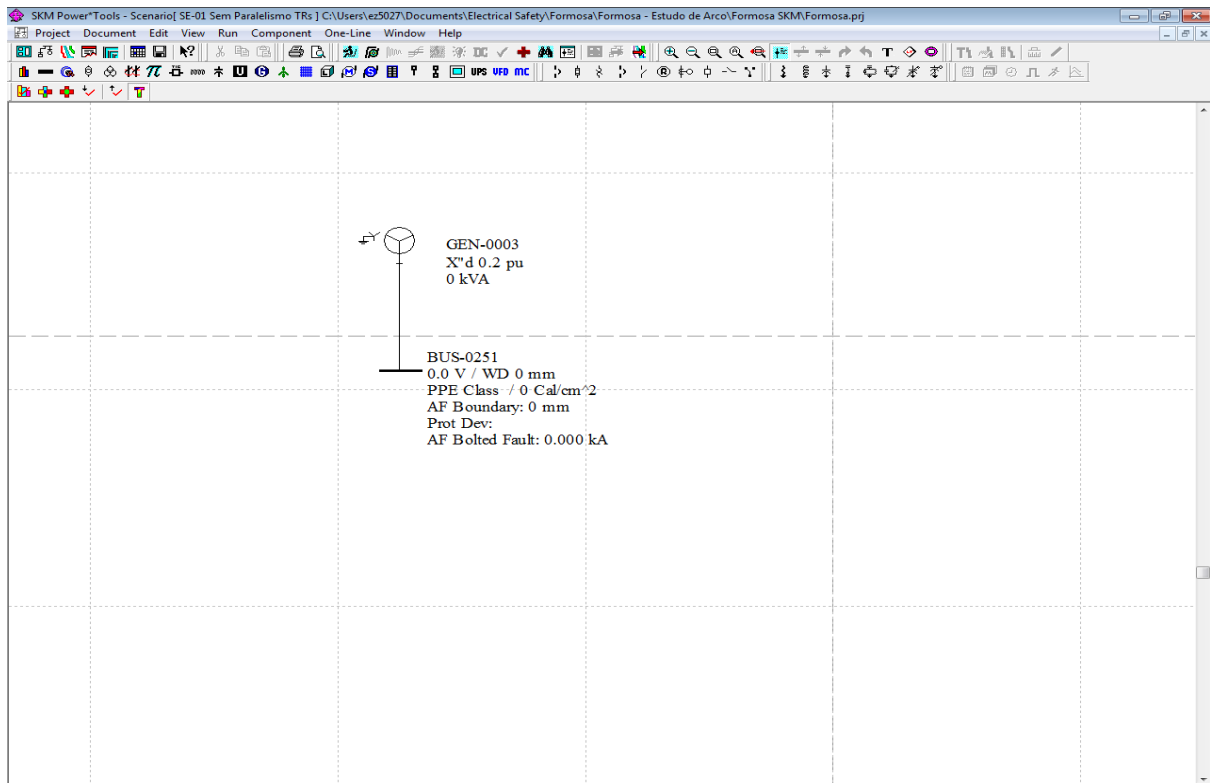 SKM Power*Tools - Scenario[ SE-01 Sem Paralelismo TRs ] C:\Users\ez5027\Documents\Electrical Safety\Formosa\Formosa - Estudo de Arco\Formosa SKM\Formosa.prj
Project Document Edit View Run Component One-Line Window Help
DC
T
UPS VFD MC
GEN-0003
X"d 0.2 pu
0 kVA
BUS-0251
0.0 V / WD 0 mm
PPE Class / 0 Cal/cm^2
AF Boundary: 0 mm
Prot Dev:
AF Bolted Fault: 0.000 kA